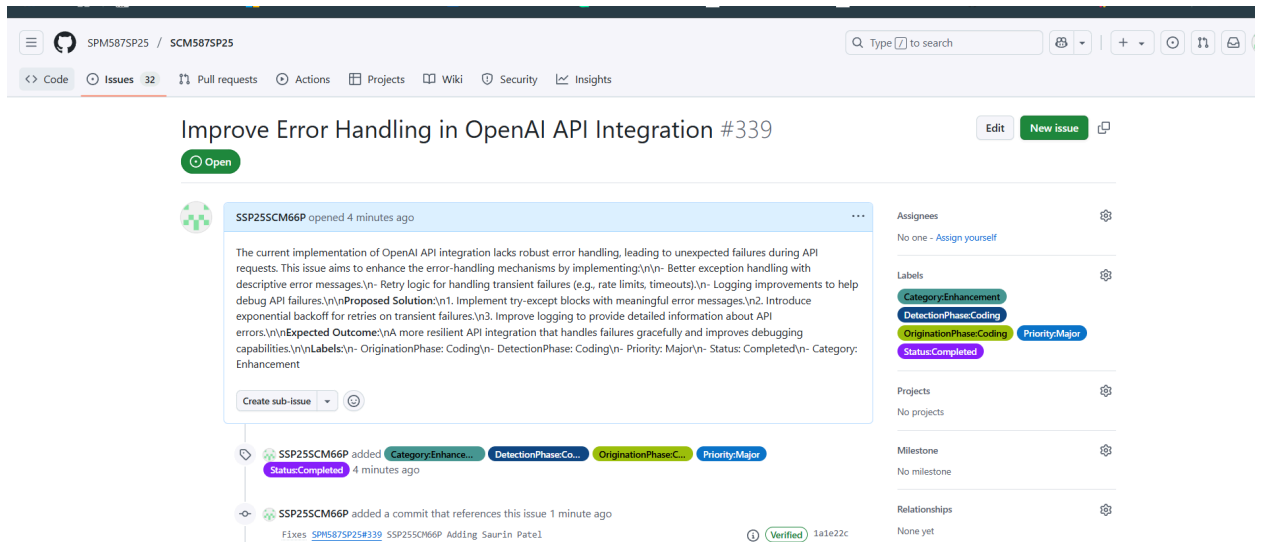 SPM587SP25 / SCM587SP25
Type / to search
Code
Issues 32
Pull requests
Actions
Projects
Wiki
Security
Insights
Improve Error Handling in OpenAI API Integration #339
Edit
New issue
Open
SSP25SCM66P opened 4 minutes ago
The current implementation of OpenAI API integration lacks robust error handling, leading to unexpected failures during API
requests. This issue aims to enhance the error-handling mechanisms by implementing:\n\n- Better exception handling with
descriptive error messages.\n- Retry logic for handling transient failures (e.g., rate limits, timeouts).\n- Logging improvements to help
debug API failures.\n\nProposed Solution:\n1. Implement try-except blocks with meaningful error messages.\n2. Introduce
exponential backoff for retries on transient failures.\n3. Improve logging to provide detailed information about API
errors.\n\nExpected Outcome:\nA more resilient API integration that handles failures gracefully and improves debugging
capabilities.\n\nLabels:\n- OriginationPhase: Coding\n- DetectionPhase: Coding\n- Priority: Major\n- Status: Completed\n- Category:
Enhancement
Create sub-issue
SSP25SCM66P added Category:Enhance... DetectionPhase:Co... OriginationPhase:C... Priority:Major
Status:Completed 4 minutes ago
SSP25SCM66P added a commit that references this issue 1 minute ago
Fixes SPM587SP25#339 SSP255CM66P Adding Saurin Patel
Verified 1a1e22c
Assignees
No one - Assign yourself
Labels
Category:Enhancement
DetectionPhase:Coding
OriginationPhase:Coding Priority:Major
Status:Completed
Projects
No projects
Milestone
No milestone
Relationships
None yet